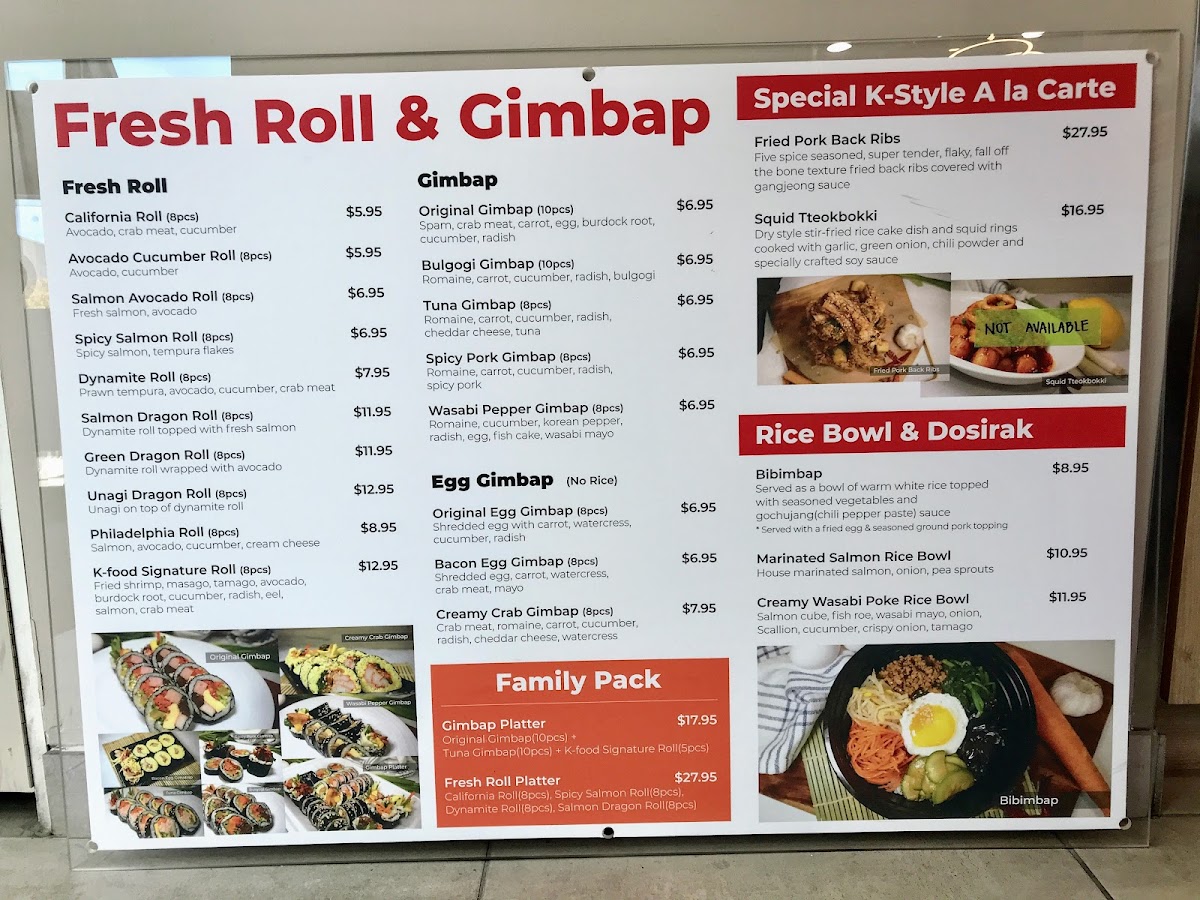 Fresh Roll & Gimbap
Fresh Roll
California Roll (8pcs) $5.95
Avocado, crab meat, cucumber
Avocado Cucumber Roll (8pcs) $5.95
Avocado, cucumber
Salmon Avocado Roll (8pcs) $6.95
Fresh salmon, avocado
Spicy Salmon Roll (8pcs) $6.95
Spicy salmon, tempura flakes
Dynamite Roll (8pcs) $7.95
Prawn tempura, avocado, cucumber, crab meat
Salmon Dragon Roll (8pcs) $11.95
Dynamite roll topped with fresh salmon
Green Dragon Roll (8pcs) $11.95
Dynamite roll wrapped with avocado
Unagi Dragon Roll (8pcs) $12.95
Unagi on top of dynamite roll
Philadelphia Roll (8pcs) $8.95
Salmon, avocado, cucumber, cream cheese
K-food Signature Roll (8pcs) $12.95
Fried shrimp, masago, tamago, avocado,
burdock root, cucumber, radish, eel,
salmon, crab meat
Original Gimbap
Creamy Crab Gimbap
Wasabi Pepper Gimbap
Bacon Egg Gimbap
Gimbap Platter
Tuna Gimbap
Gimbap
Original Gimbap (10pcs) $6.95
Spam, crab meat, carrot, egg, burdock root,
cucumber, radish
Bulgogi Gimbap (10pcs) $6.95
Romaine, carrot, cucumber, radish, bulgogi
Tuna Gimbap (8pcs) $6.95
Romaine, carrot, cucumber, radish,
cheddar cheese, tuna
Spicy Pork Gimbap (8pcs) $6.95
Romaine, carrot, cucumber, radish,
spicy pork
Wasabi Pepper Gimbap (8pcs) $6.95
Romaine, cucumber, korean pepper,
radish, egg, fish cake, wasabi mayo
Egg Gimbap (No Rice)
Original Egg Gimbap (8pcs) $6.95
Shredded egg with carrot, watercress,
cucumber, radish
Bacon Egg Gimbap (8pcs) $6.95
Shredded egg, carrot, watercress,
crab meat, mayo
Creamy Crab Gimbap (8pcs) $7.95
Crab meat, romaine, carrot, cucumber,
radish, cheddar cheese, watercress
Family Pack
Gimbap Platter $17.95
Original Gimbap(10pcs) +
Tuna Gimbap(10pcs) + K-food Signature Roll(5pcs)
Fresh Roll Platter $27.95
California Roll(8pcs), Spicy Salmon Roll(8pcs),
Dynamite Roll(8pcs), Salmon Dragon Roll(8pcs)
Special K-Style A la Carte
Fried Pork Back Ribs $27.95
Five spice seasoned, super tender, flaky, fall off
the bone texture fried back ribs covered with
gangjeong sauce
Squid Tteokbokki $16.95
Dry style stir-fried rice cake dish and squid rings
cooked with garlic, green onion, chili powder and
specially crafted soy sauce
NOT AVAILABLE
Fried Pork Back Ribs
Squid Tteokbokki
Rice Bowl & Dosirak
Bibimbap $8.95
Served as a bowl of warm white rice topped
with seasoned vegetables and
gochujang(chili pepper paste) sauce
* Served with a fried egg & seasoned ground pork topping
Marinated Salmon Rice Bowl $10.95
House marinated salmon, onion, pea sprouts
Creamy Wasabi Poke Rice Bowl $11.95
Salmon cube, fish roe, wasabi mayo, onion,
Scallion, cucumber, crispy onion, tamago
Bibimbap